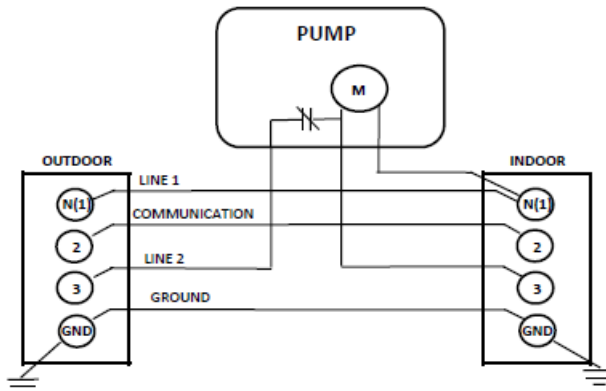 PUMP
M
OUTDOOR
INDOOR
LINE 1
N(1)
N(1)
COMMUNICATION
2
2
LINE 2
3
3
GROUND
GND
GND